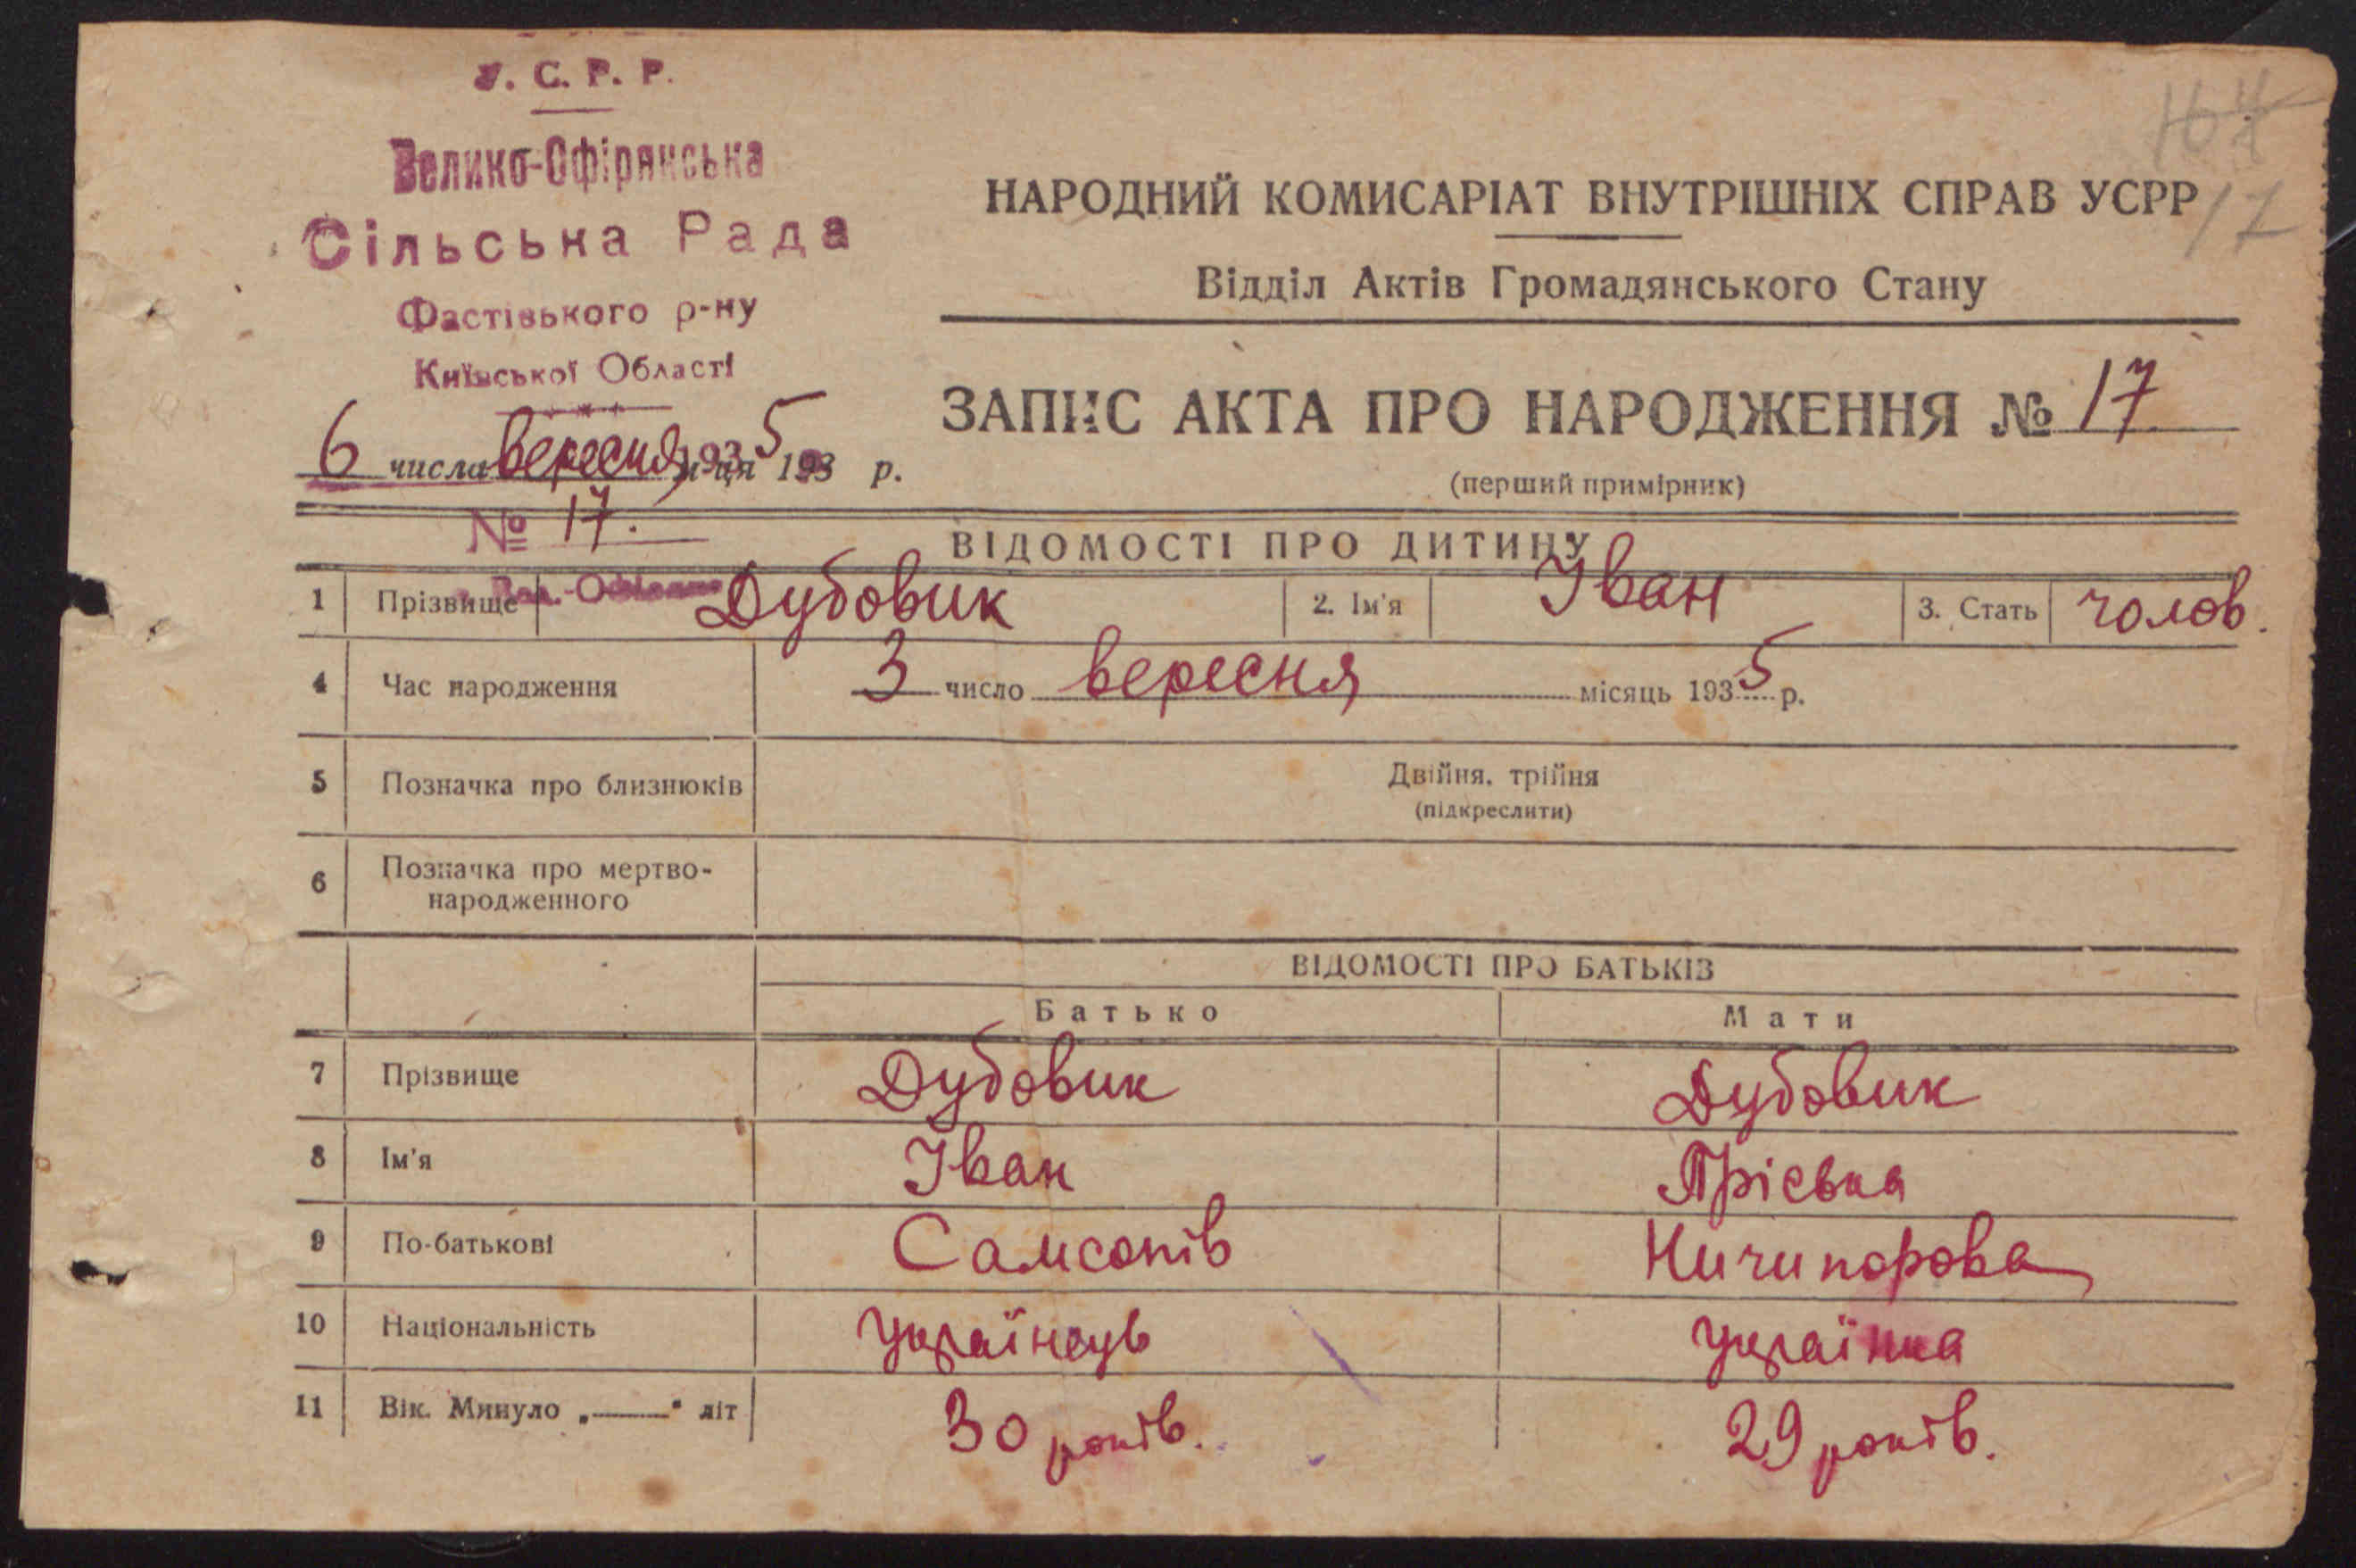 У. С. Р. Р.
Велико-Офірянська
Сільська Рада
Фастівського р-ну
Київської Області
6 числа вересня м-ця 1935 р.
№ 17.
17
НАРОДНИЙ КОМИСАРІАТ ВНУТРІШНІХ СПРАВ УСРР
Відділ Актів Громадянського Стану
ЗАПИС АКТА ПРО НАРОДЖЕННЯ № 17
(перший примірник)
ВІДОМОСТІ ПРО ДИТИНУ
1 Прізвище Дубовик 2. Ім'я Іван 3. Стать чолов.
4 Час народження 3 число вересня місяць 1935 р.
5 Позначка про близнюків Двійня, трійня
(підкреслити)
6 Позначка про мертво-
народженного
ВІДОМОСТІ ПРО БАТЬКІВ
Батько Мати
7 Прізвище Дубовик Дубовик
8 Ім'я Іван Пріська
9 По-батькові Самсонів Ничипорова
10 Національність Українець Українка
11 Вік. Минуло „——“ літ 30 років. 29 років.